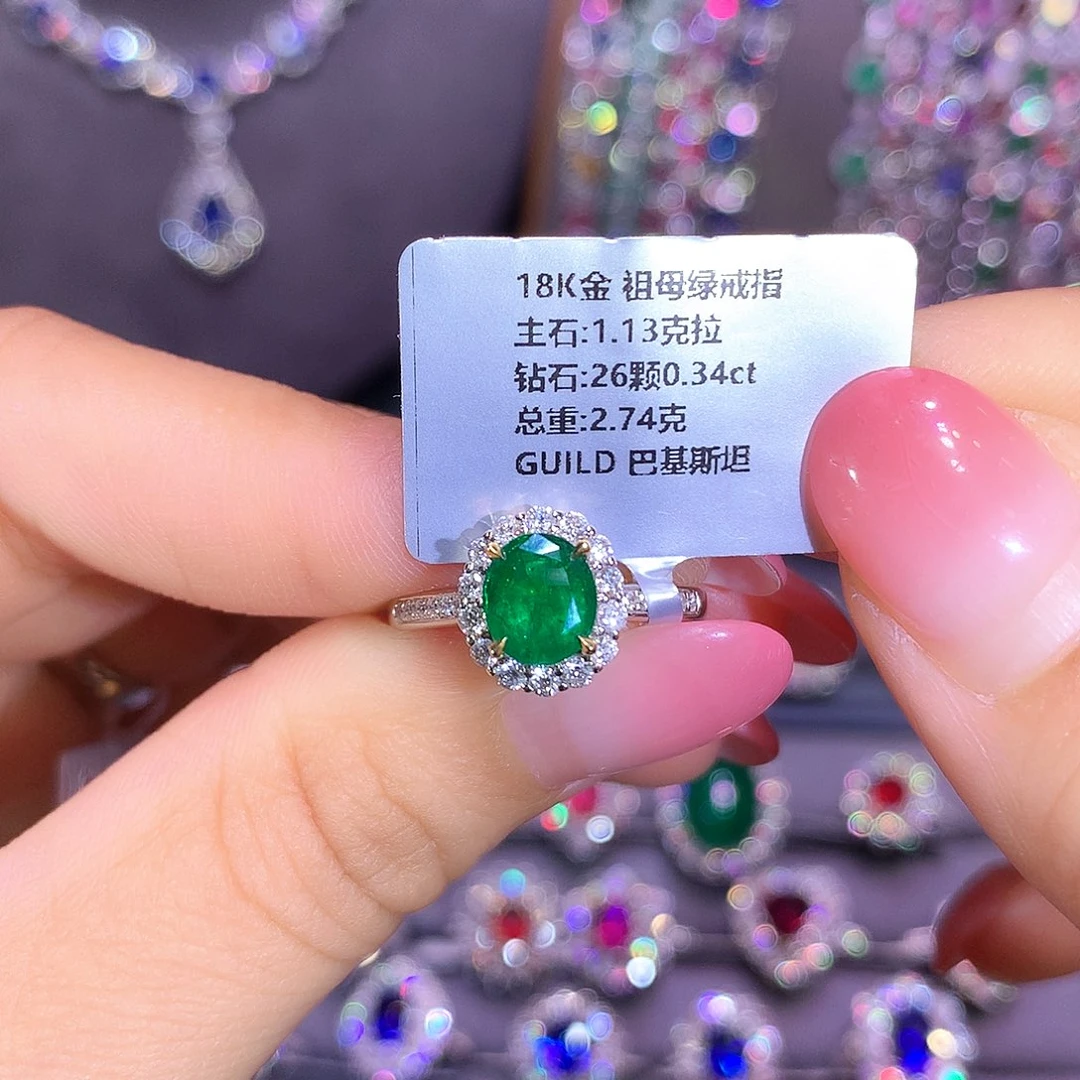 18K金 祖母绿戒指
主石:1.13克拉
钻石:26颗0.34ct
总重:2.74克
GUILD 巴基斯坦